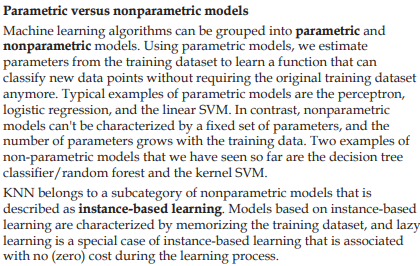 Parametric versus nonparametric models
Machine learning algorithms can be grouped into parametric and
nonparametric models. Using parametric models, we estimate
parameters from the training dataset to learn a function that can
classify new data points without requiring the original training dataset
anymore. Typical examples of parametric models are the perceptron,
logistic regression, and the linear SVM. In contrast, nonparametric
models can't be characterized by a fixed set of parameters, and the
number of parameters grows with the training data. Two examples of
non-parametric models that we have seen so far are the decision tree
classifier/random forest and the kernel SVM.
KNN belongs to a subcategory of nonparametric models that is
described as instance-based learning. Models based on instance-based
learning are characterized by memorizing the training dataset, and lazy
learning is a special case of instance-based learning that is associated
with no (zero) cost during the learning process.